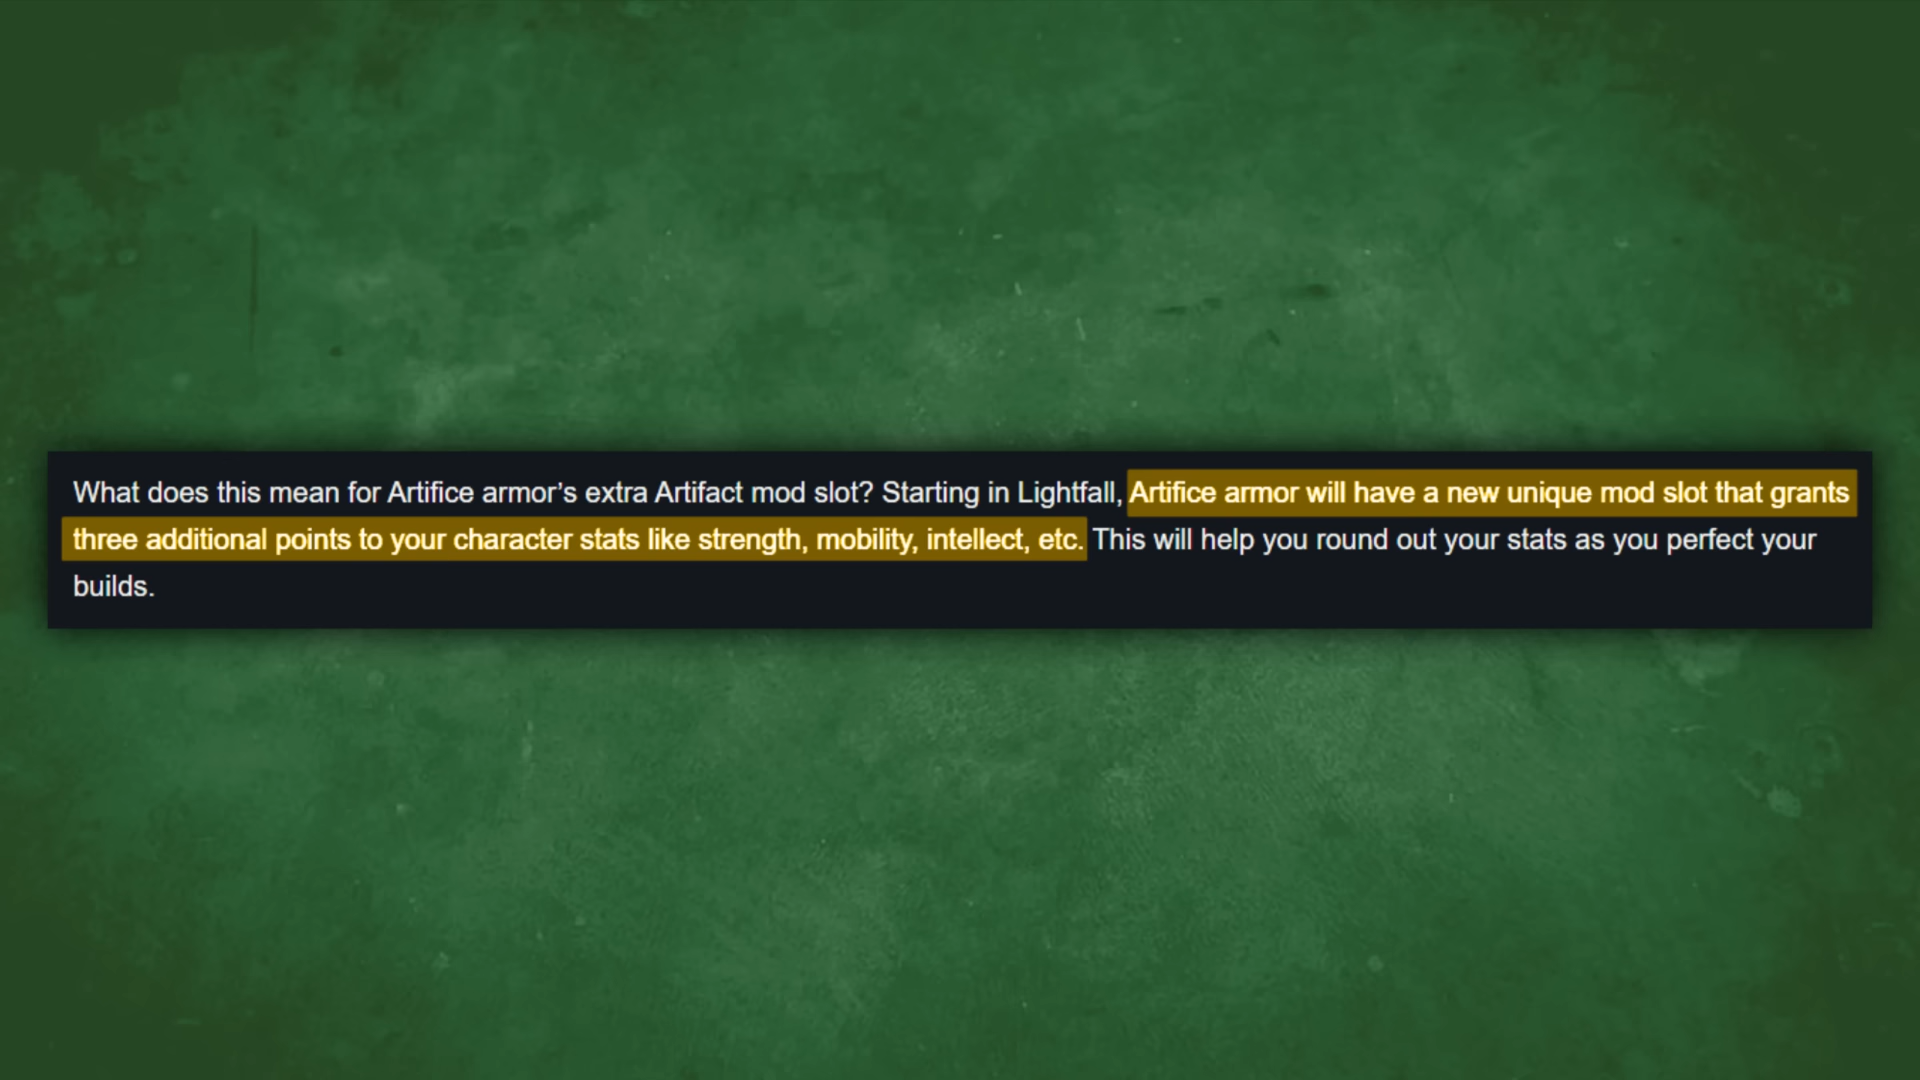 What does this mean for Artifice armor’s extra Artifact mod slot? Starting in Lightfall, Artifice armor will have a new unique mod slot that grants
three additional points to your character stats like strength, mobility, intellect, etc. This will help you round out your stats as you perfect your
builds.